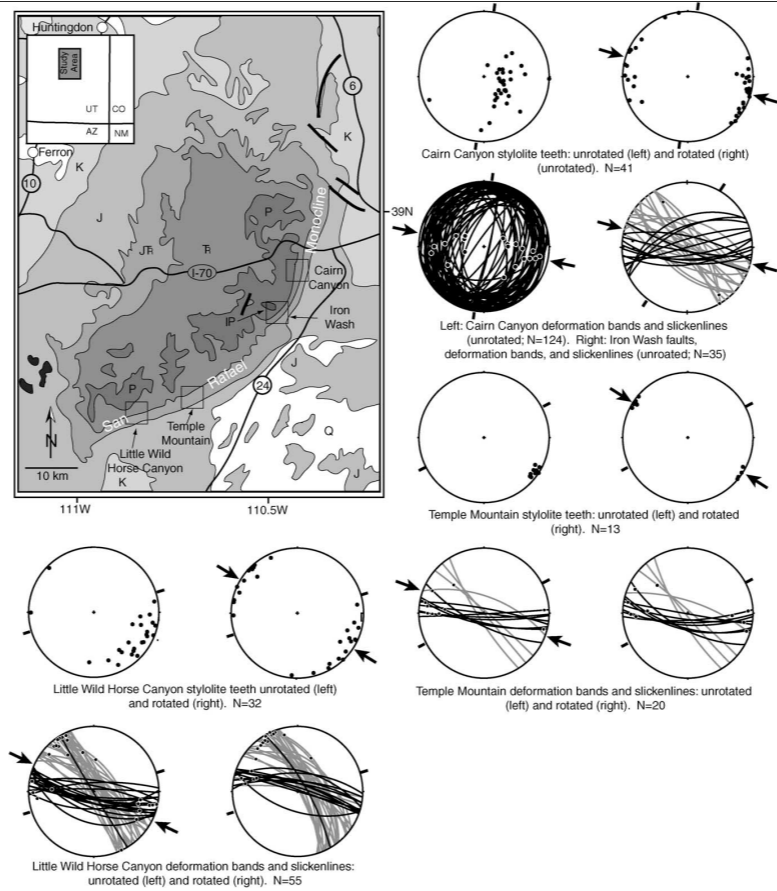 Huntingdon
Study
Area
UT
CO
AZ
NM
Ferron
K
10
J
6
K
P
Monocline
39N
I-70
Cairn
Canyon
Iron
Wash
P
Rafael
J
24
San
Temple
Mountain
Q
N
Little Wild
Horse Canyon
10 km
K
J
111W
110.5W
Cairn Canyon stylolite teeth: unrotated (left) and rotated (right)
(unrotated). N=41
Left: Cairn Canyon deformation bands and slickenlines
(unrotated; N=124). Right: Iron Wash faults,
deformation bands, and slickenlines (unroated; N=35)
Temple Mountain stylolite teeth: unrotated (left) and rotated
(right). N=13
Little Wild Horse Canyon stylolite teeth unrotated (left)
and rotated (right). N=32
Temple Mountain deformation bands and slickenlines: unrotated
(left) and rotated (right). N=20
Little Wild Horse Canyon deformation bands and slickenlines:
unrotated (left) and rotated (right). N=55